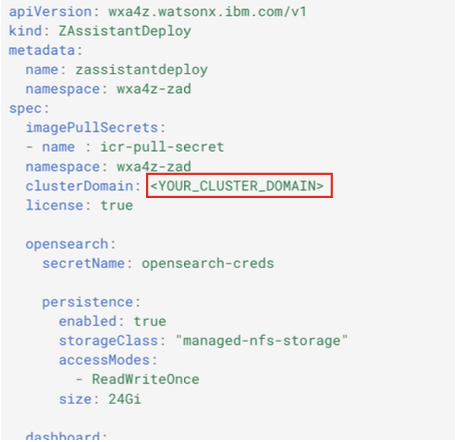 apiVersion: wxa4z.watsonx.ibm.com/v1
kind: ZAssistantDeploy
metadata:
  name: zassistantdeploy
  namespace: wxa4z-zad
spec:
  imagePullSecrets:
  - name : icr-pull-secret
  namespace: wxa4z-zad
  clusterDomain: <YOUR_CLUSTER_DOMAIN>
  license: true
  opensearch:
    secretName: opensearch-creds
    persistence:
      enabled: true
      storageClass: "managed-nfs-storage"
      accessModes:
        - ReadWriteOnce
      size: 24Gi
  dashboard: